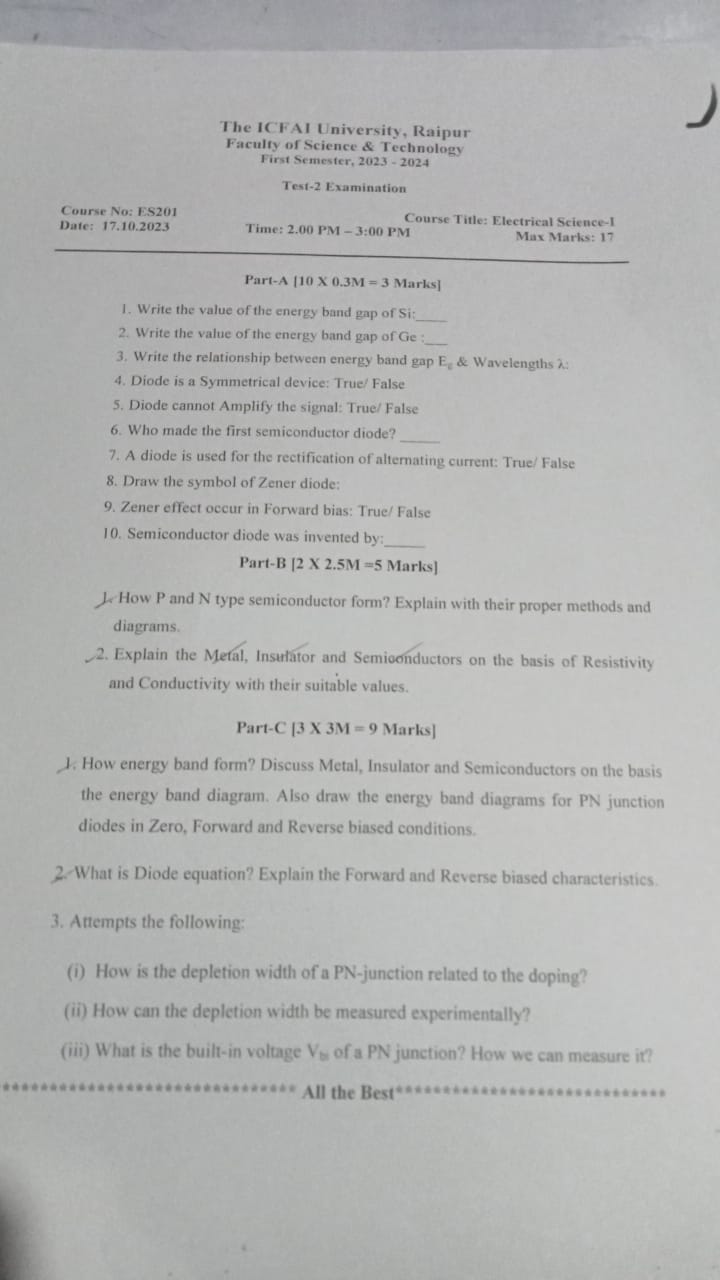 The ICFAI University, Raipur
Faculty of Science & Technology
First Semester, 2023 - 2024
Test-2 Examination
Course No: ES201
Course Title: Electrical Science-I
Date: 17.10.2023
Time: 2.00 PM – 3:00 PM
Max Marks: 17
Part-A [10 X 0.3M = 3 Marks]
1. Write the value of the energy band gap of Si:____
2. Write the value of the energy band gap of Ge :___
3. Write the relationship between energy band gap Eg & Wavelengths λ:
4. Diode is a Symmetrical device: True/ False
5. Diode cannot Amplify the signal: True/ False
6. Who made the first semiconductor diode? _____
7. A diode is used for the rectification of alternating current: True/ False
8. Draw the symbol of Zener diode:
9. Zener effect occur in Forward bias: True/ False
10. Semiconductor diode was invented by:_____
Part-B [2 X 2.5M =5 Marks]
1. How P and N type semiconductor form? Explain with their proper methods and
diagrams.
2. Explain the Metal, Insulator and Semiconductors on the basis of Resistivity
and Conductivity with their suitable values.
Part-C [3 X 3M = 9 Marks]
1. How energy band form? Discuss Metal, Insulator and Semiconductors on the basis
the energy band diagram. Also draw the energy band diagrams for PN junction
diodes in Zero, Forward and Reverse biased conditions.
2. What is Diode equation? Explain the Forward and Reverse biased characteristics.
3. Attempts the following:
(i) How is the depletion width of a PN-junction related to the doping?
(ii) How can the depletion width be measured experimentally?
(iii) What is the built-in voltage Vbi of a PN junction? How we can measure it?
******************************* All the Best*****************************